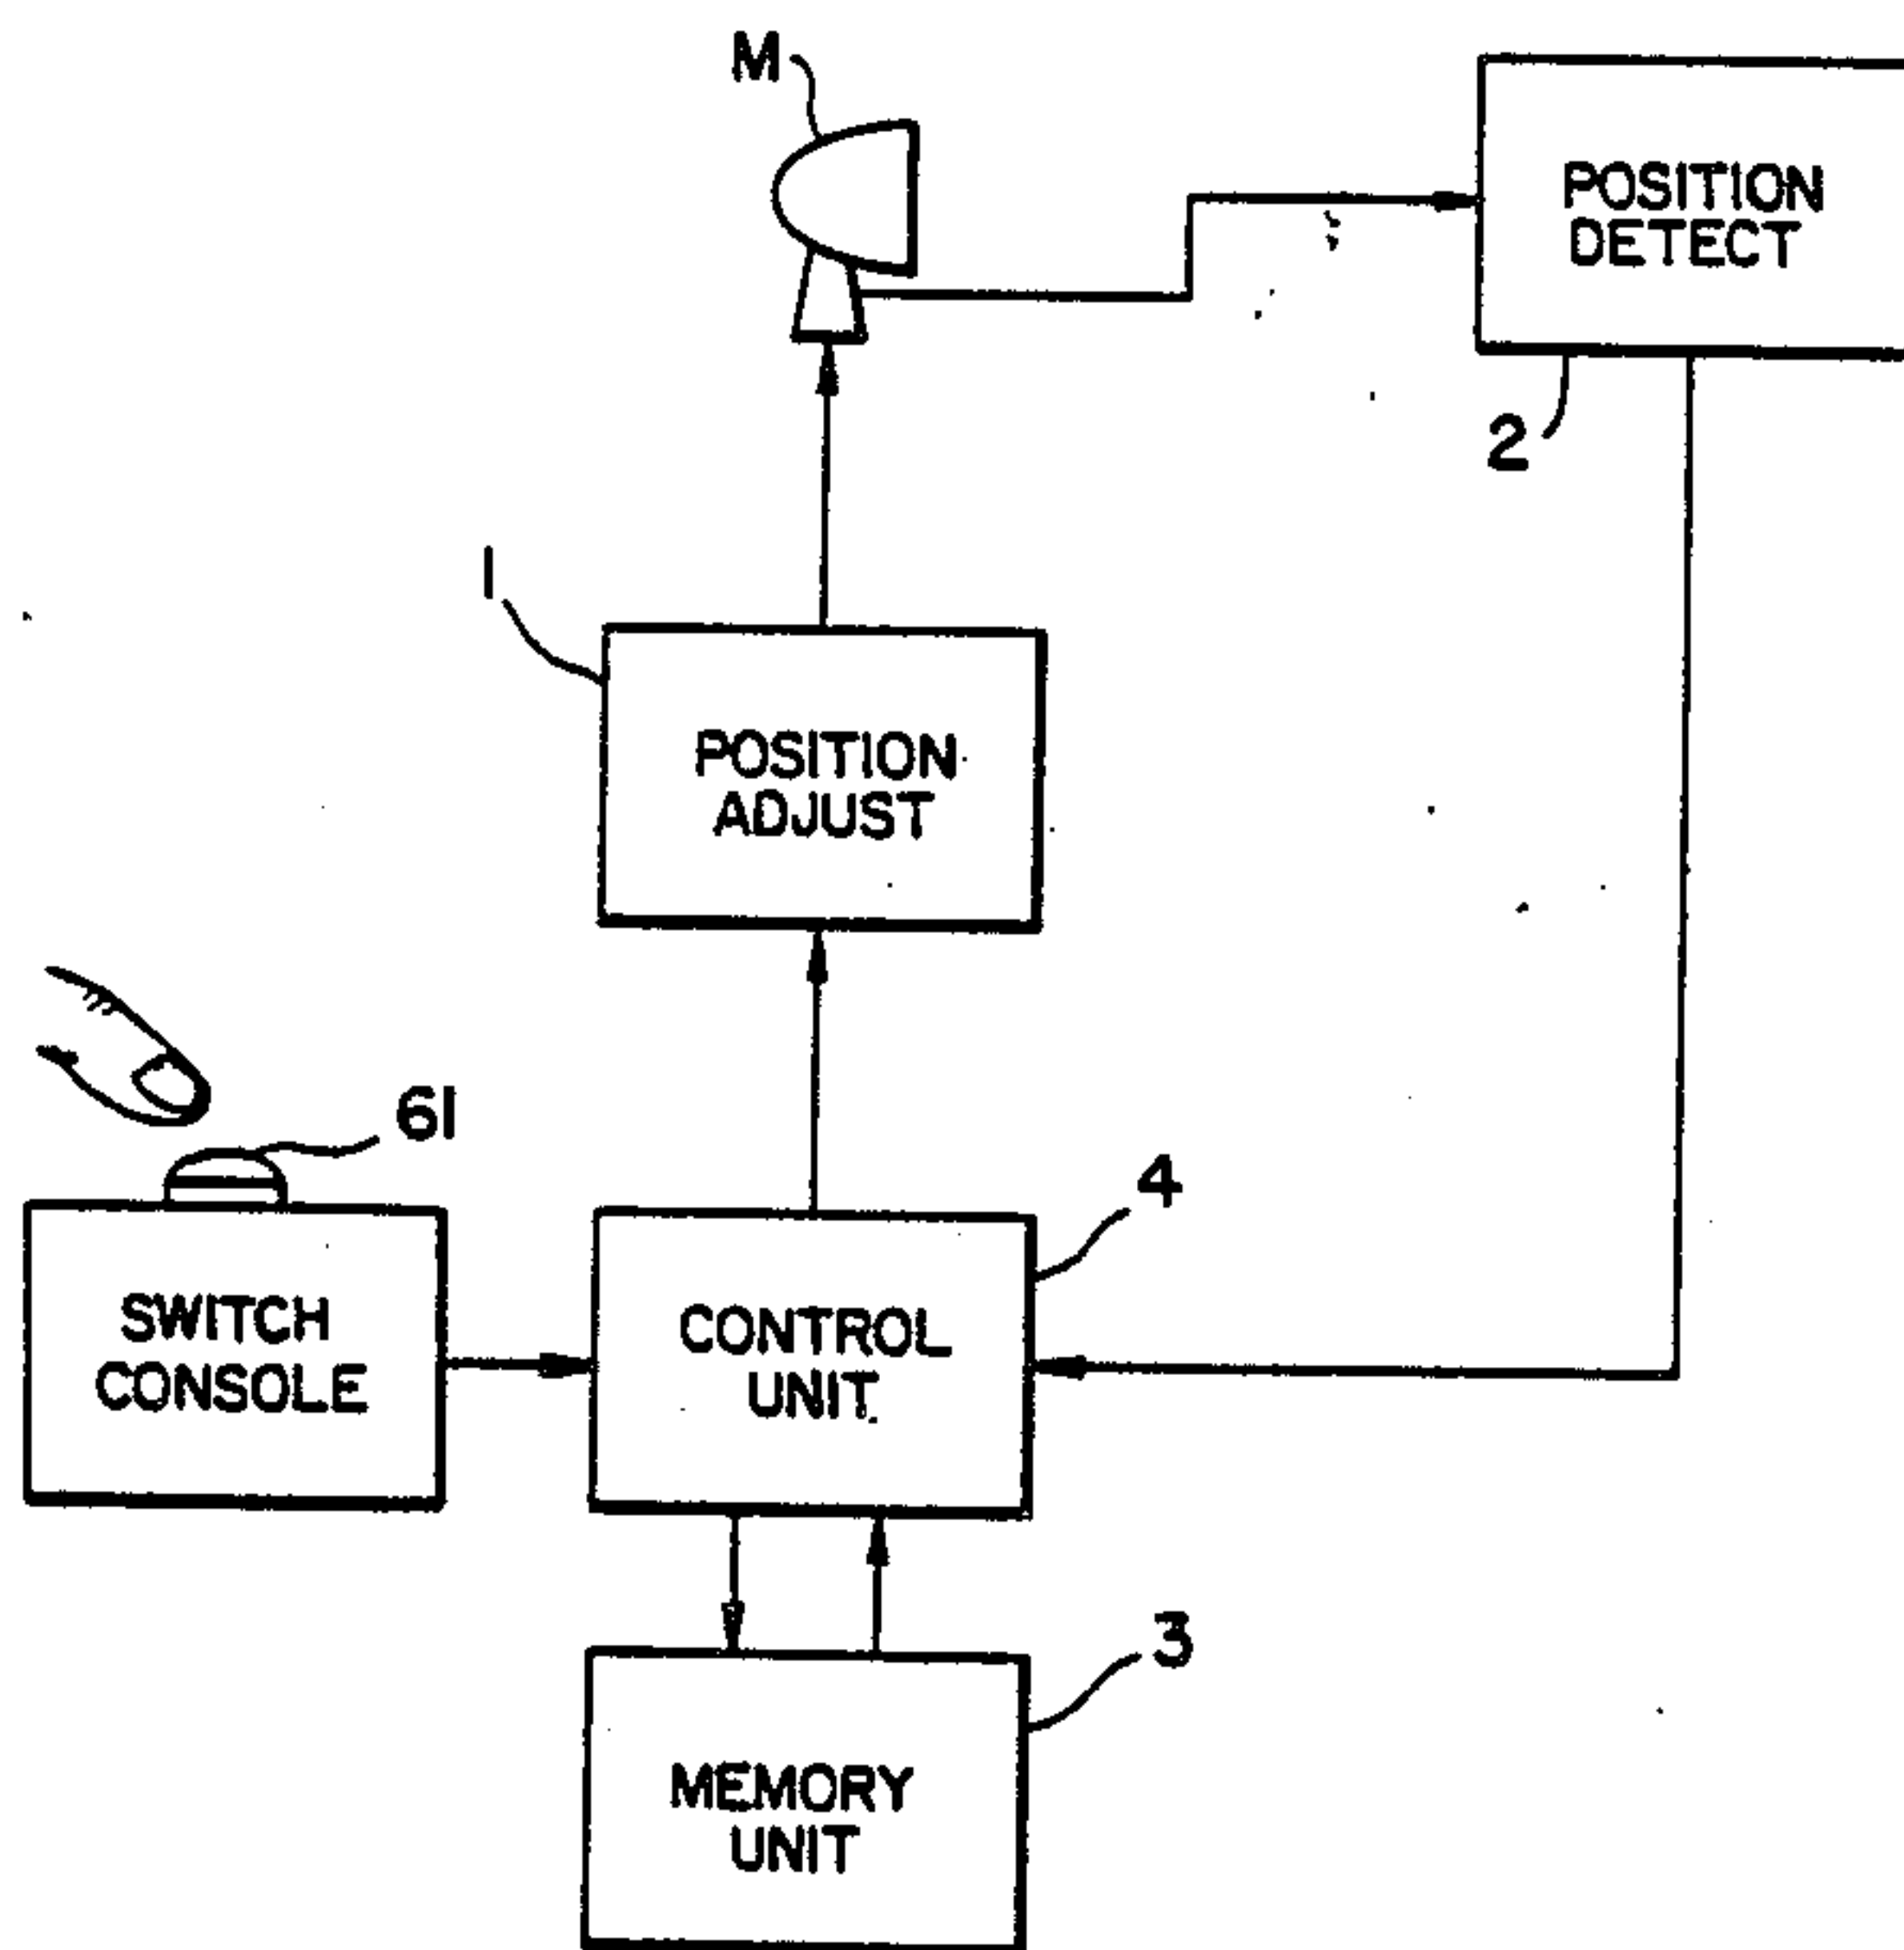 M
POSITION
DETECT
2
1
POSITION
ADJUST
61
4
SWITCH
CONSOLE
CONTROL
UNIT
3
MEMORY
UNIT